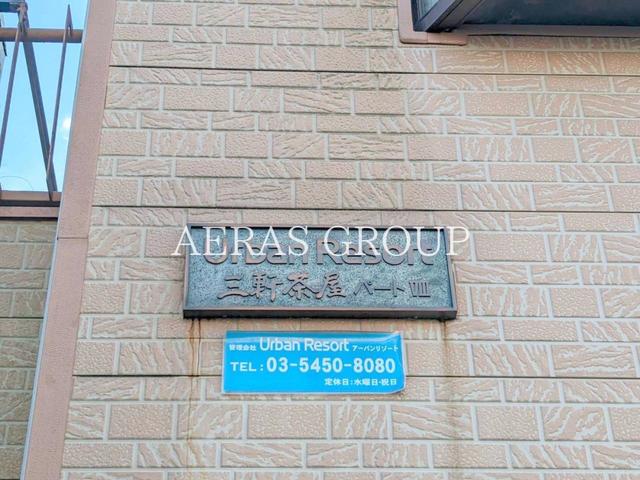 AERAS GROUP
Urban Resort
三軒茶屋 パートⅧ
管理会社 Urban Resort アーバンリゾート
TEL：03-5450-8080
定休日：水曜日・祝日